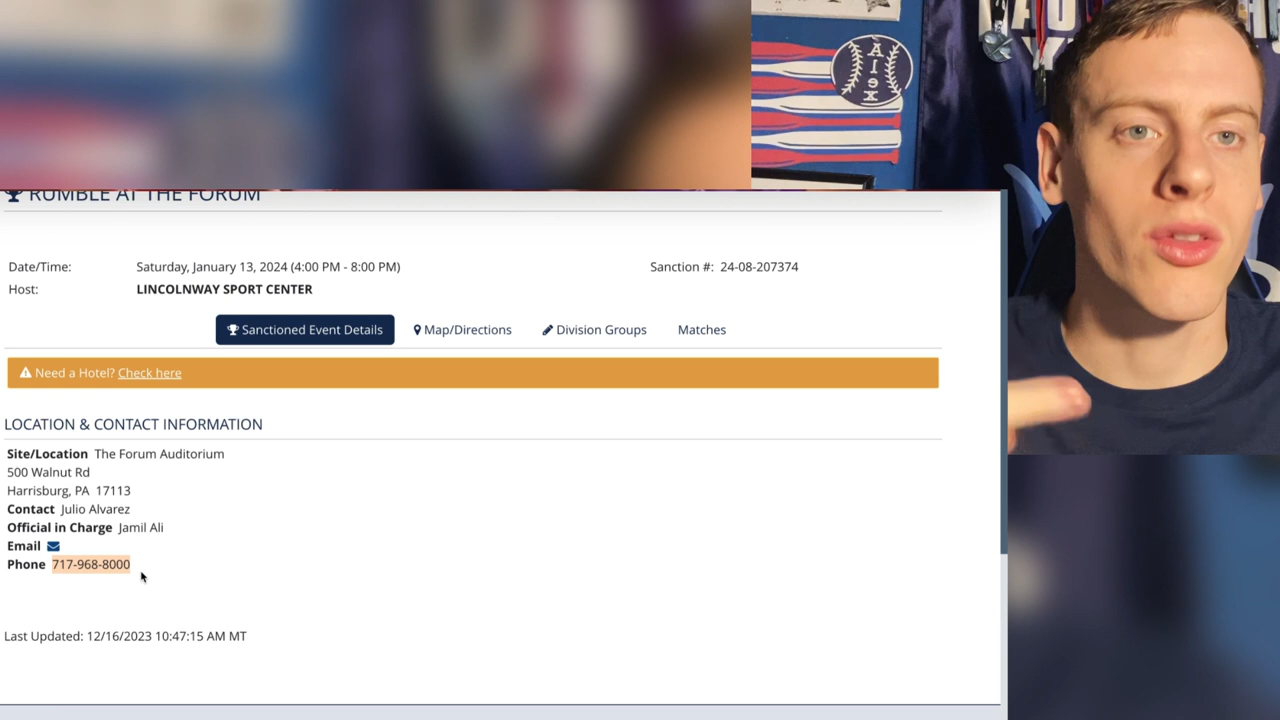 Alex
RUMBLE AT THE FORUM
Date/Time: Saturday, January 13, 2024 (4:00 PM - 8:00 PM) Sanction #: 24-08-207374
Host: LINCOLNWAY SPORT CENTER
Sanctioned Event Details Map/Directions Division Groups Matches
Need a Hotel? Check here
LOCATION & CONTACT INFORMATION
Site/Location The Forum Auditorium
500 Walnut Rd
Harrisburg, PA 17113
Contact Julio Alvarez
Official in Charge Jamil Ali
Email
Phone 717-968-8000
Last Updated: 12/16/2023 10:47:15 AM MT